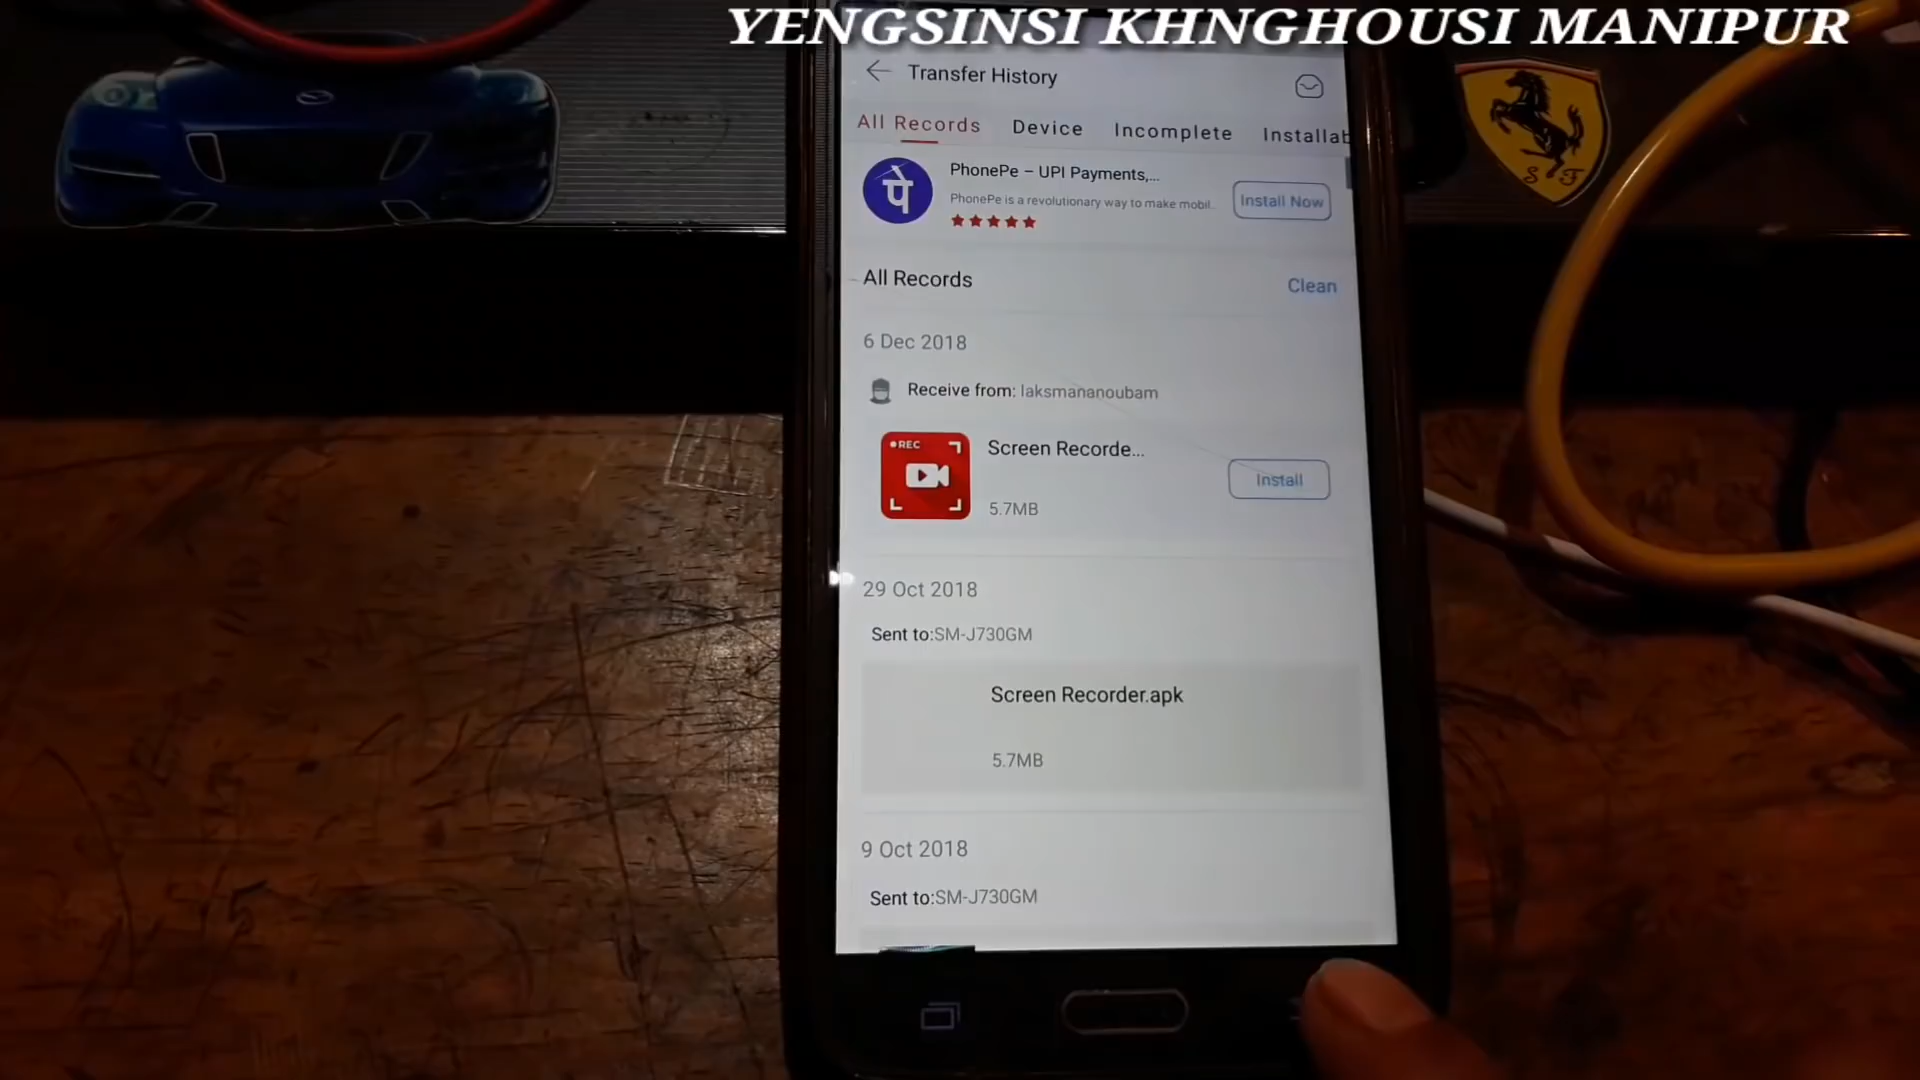 YENGSINSI KHNGHOUSI MANIPUR
Transfer History
All Records Device Incomplete Installab
पे
PhonePe – UPI Payments,...
PhonePe is a revolutionary way to make mobil..
Install Now
All Records
Clean
6 Dec 2018
Receive from: laksmananoubam
REC
Screen Recorde...
5.7MB
Install
29 Oct 2018
Sent to:SM-J730GM
Screen Recorder.apk
5.7MB
9 Oct 2018
Sent to:SM-J730GM
S F